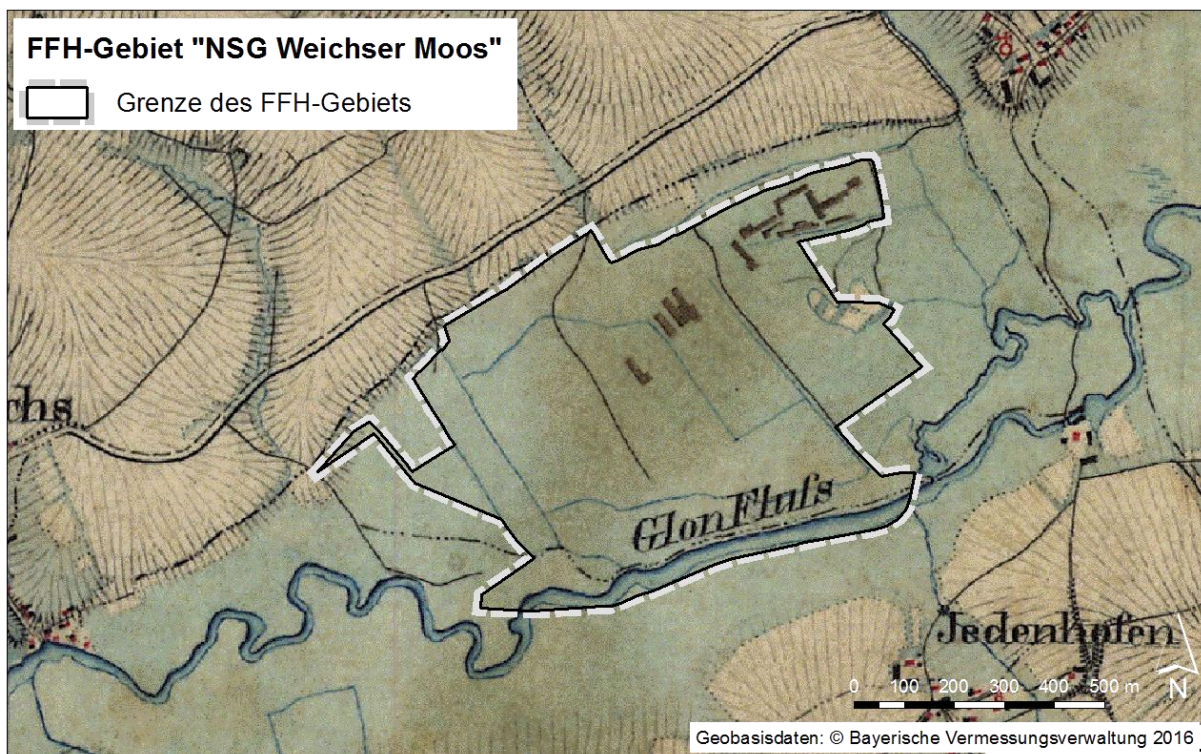 FFH-Gebiet "NSG Weichser Moos"
Grenze des FFH-Gebiets
chs
Glon Fluſs
Jedenhofen
0 100 200 300 400 500 m
N
Geobasisdaten: © Bayerische Vermessungsverwaltung 2016